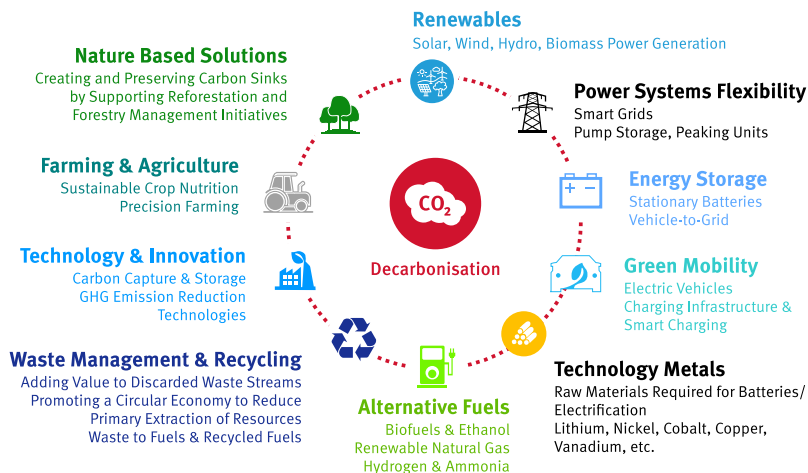 Renewables
Solar, Wind, Hydro, Biomass Power Generation
Power Systems Flexibility
Smart Grids
Pump Storage, Peaking Units
Energy Storage
Stationary Batteries
Vehicle-to-Grid
Green Mobility
Electric Vehicles
Charging Infrastructure &
Smart Charging
Technology Metals
Raw Materials Required for Batteries/
Electrification
Lithium, Nickel, Cobalt, Copper,
Vanadium, etc.
Alternative Fuels
Biofuels & Ethanol
Renewable Natural Gas
Hydrogen & Ammonia
Waste Management & Recycling
Adding Value to Discarded Waste Streams
Promoting a Circular Economy to Reduce
Primary Extraction of Resources
Waste to Fuels & Recycled Fuels
Technology & Innovation
Carbon Capture & Storage
GHG Emission Reduction
Technologies
Farming & Agriculture
Sustainable Crop Nutrition
Precision Farming
Nature Based Solutions
Creating and Preserving Carbon Sinks
by Supporting Reforestation and
Forestry Management Initiatives
CO₂
Decarbonisation